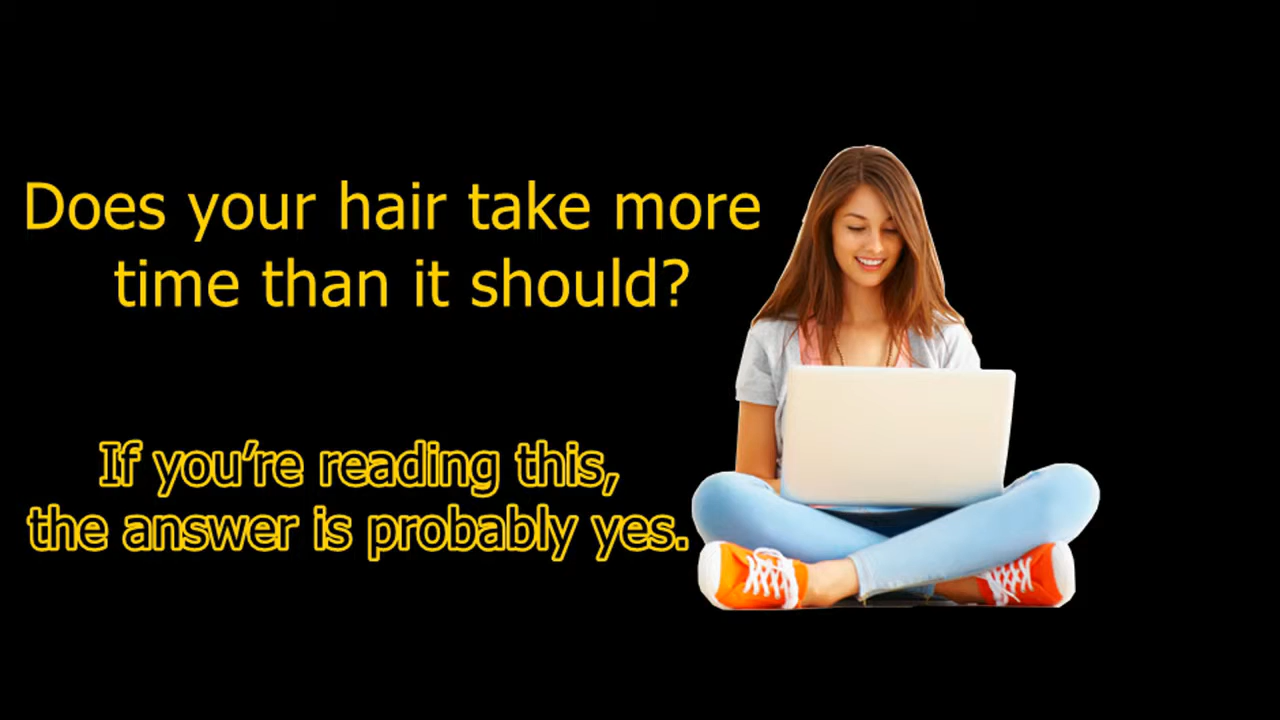 Does your hair take more
time than it should?
If you’re reading this,
the answer is probably yes.